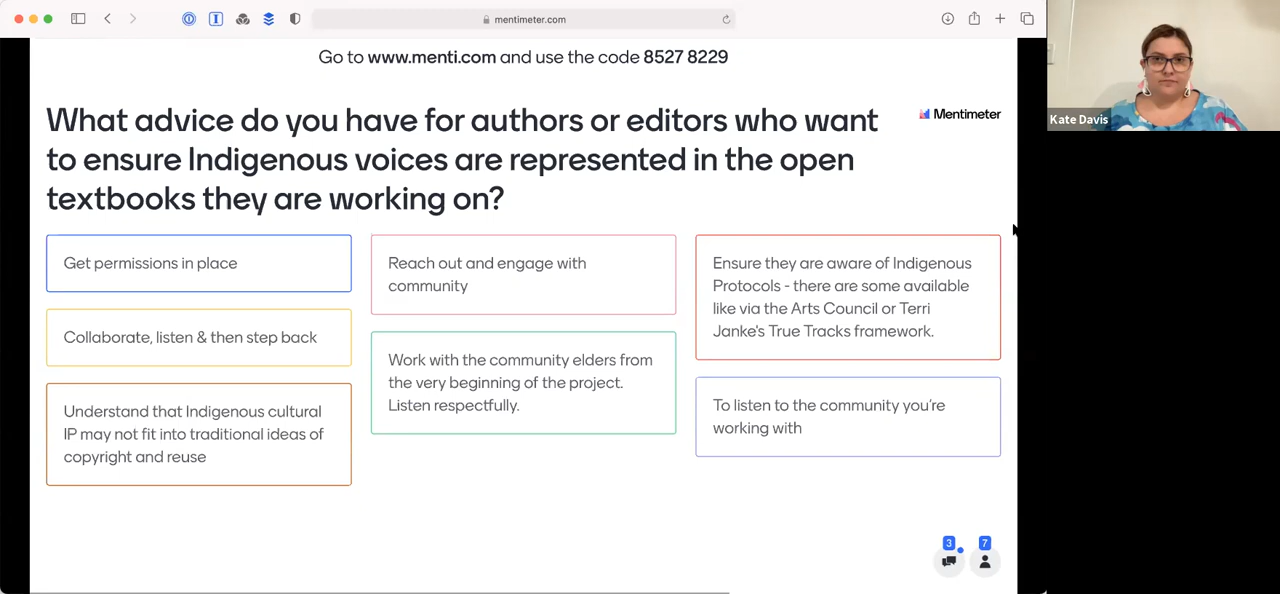 mentimeter.com
Go to www.menti.com and use the code 8527 8229
What advice do you have for authors or editors who want
to ensure Indigenous voices are represented in the open
textbooks they are working on?
Mentimeter
Get permissions in place
Collaborate, listen & then step back
Understand that Indigenous cultural
IP may not fit into traditional ideas of
copyright and reuse
Reach out and engage with
community
Work with the community elders from
the very beginning of the project.
Listen respectfully.
Ensure they are aware of Indigenous
Protocols - there are some available
like via the Arts Council or Terri
Janke's True Tracks framework.
To listen to the community you're
working with
3
7
Kate Davis